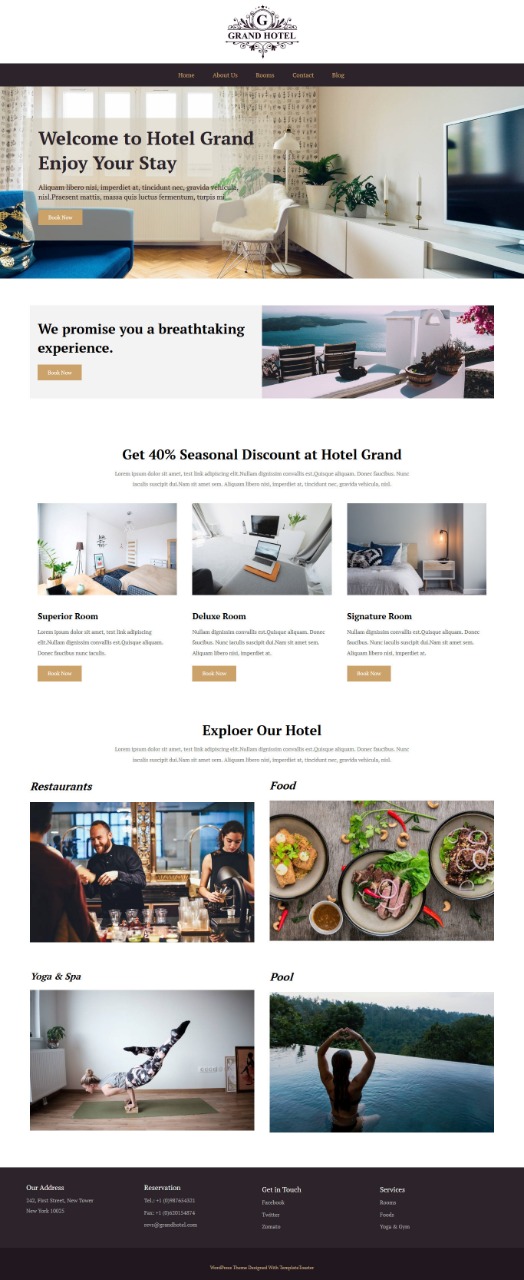 G
GRAND HOTEL
Home About Us Rooms Contact Blog
Welcome to Hotel Grand
Enjoy Your Stay
Aliquam libero nisi, imperdiet at, tincidunt nec, gravida vehicula,
nisl.Praesent mattis, massa quis luctus fermentum, turpis mi
Book Now
We promise you a breathtaking
experience.
Book Now
Get 40% Seasonal Discount at Hotel Grand
Lorem ipsum dolor sit amet, test link adipiscing elit.Nullam dignissim convallis est.Quisque aliquam. Donec faucibus. Nunc
iaculis suscipit dui.Nam sit amet sem. Aliquam libero nisi, imperdiet at, tincidunt nec, gravida vehicula, nisl.
Superior Room
Lorem ipsum dolor sit amet, test link adipiscing
elit.Nullam dignissim convallis est.Quisque aliquam.
Donec faucibus nunc iaculis.
Book Now
Deluxe Room
Nullam dignissim convallis est.Quisque aliquam. Donec
faucibus. Nunc iaculis suscipit dui.Nam sit amet sem.
Aliquam libero nisi, imperdiet at.
Book Now
Signature Room
Nullam dignissim convallis est.Quisque aliquam. Donec
faucibus. Nunc iaculis suscipit dui.Nam sit amet sem.
Aliquam libero nisi, imperdiet at.
Book Now
Exploer Our Hotel
Lorem ipsum dolor sit amet, test link adipiscing elit.Nullam dignissim convallis est.Quisque aliquam. Donec faucibus. Nunc
iaculis suscipit dui.Nam sit amet sem. Aliquam libero nisi, imperdiet at, tincidunt nec, gravida vehicula, nisl.
Restaurants
Food
Yoga & Spa
Pool
Our Address
242, First Street, New Tower
New York 10025.
Reservation
Tel.: +1 (0)987654321
Fax: +1 (0)620154874
resv@grandhotel.com
Get in Touch
Facebook
Twitter
Zomato
Services
Rooms
Foods
Yoga & Gym
WordPress Theme Designed With TemplateToaster